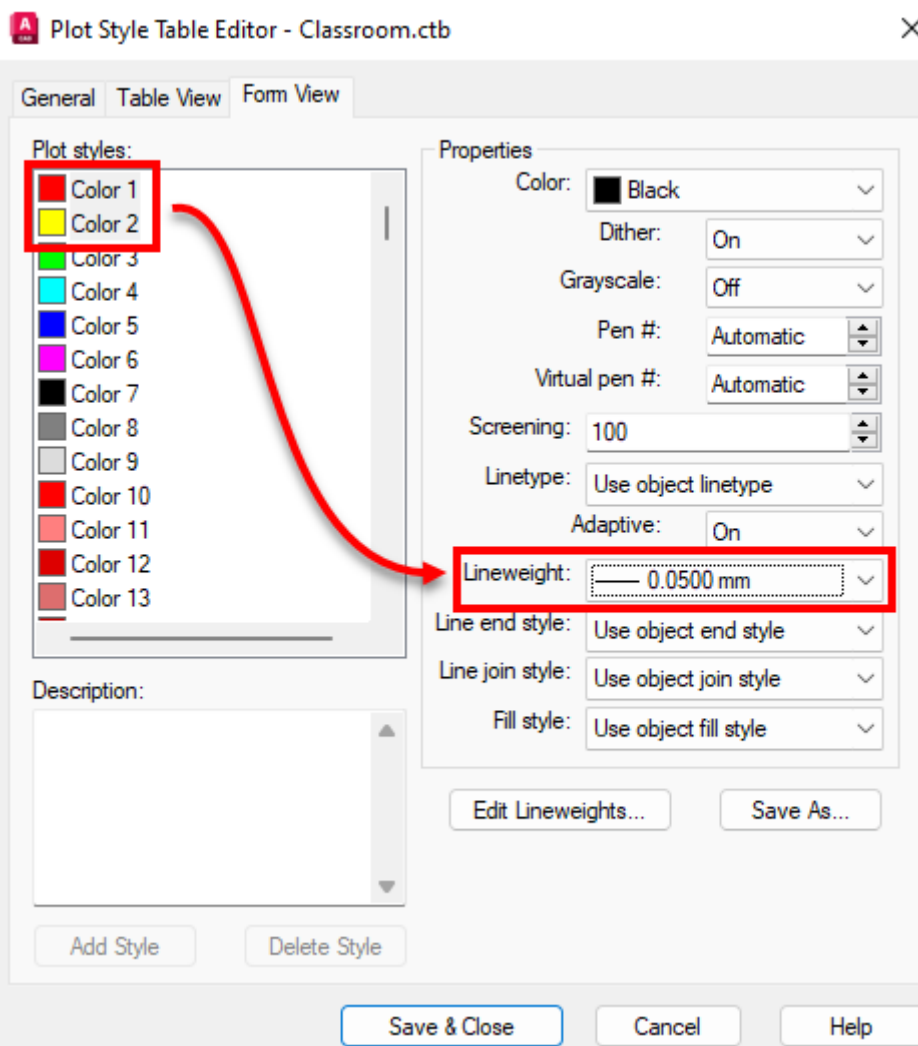 Plot Style Table Editor - Classroom.ctb
General Table View Form View
Plot styles:
Color 1
Color 2
Color 3
Color 4
Color 5
Color 6
Color 7
Color 8
Color 9
Color 10
Color 11
Color 12
Color 13
Description:
Add Style Delete Style
Properties
Color: Black
Dither: On
Grayscale: Off
Pen #: Automatic
Virtual pen #: Automatic
Screening: 100
Linetype: Use object linetype
Adaptive: On
Lineweight: 0.0500 mm
Line end style: Use object end style
Line join style: Use object join style
Fill style: Use object fill style
Edit Lineweights... Save As...
Save & Close Cancel Help